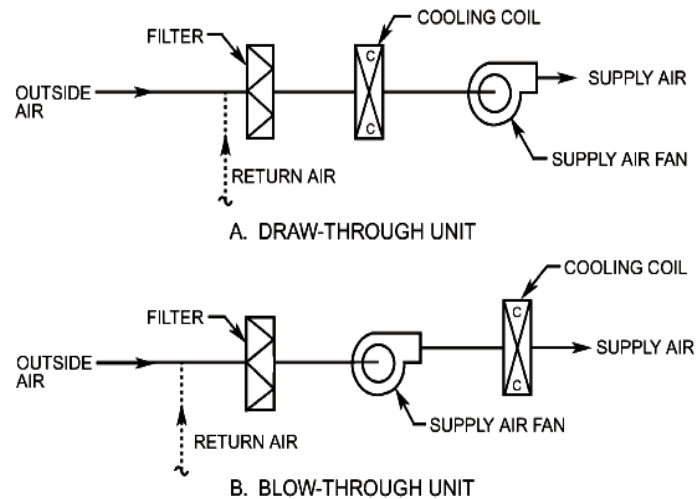 COOLING COIL
FILTER
C
OUTSIDE
AIR
SUPPLY AIR
C
SUPPLY AIR FAN
RETURN AIR
A. DRAW-THROUGH UNIT
COOLING COIL
FILTER
C
OUTSIDE
AIR
SUPPLY AIR
C
SUPPLY AIR FAN
RETURN AIR
B. BLOW-THROUGH UNIT